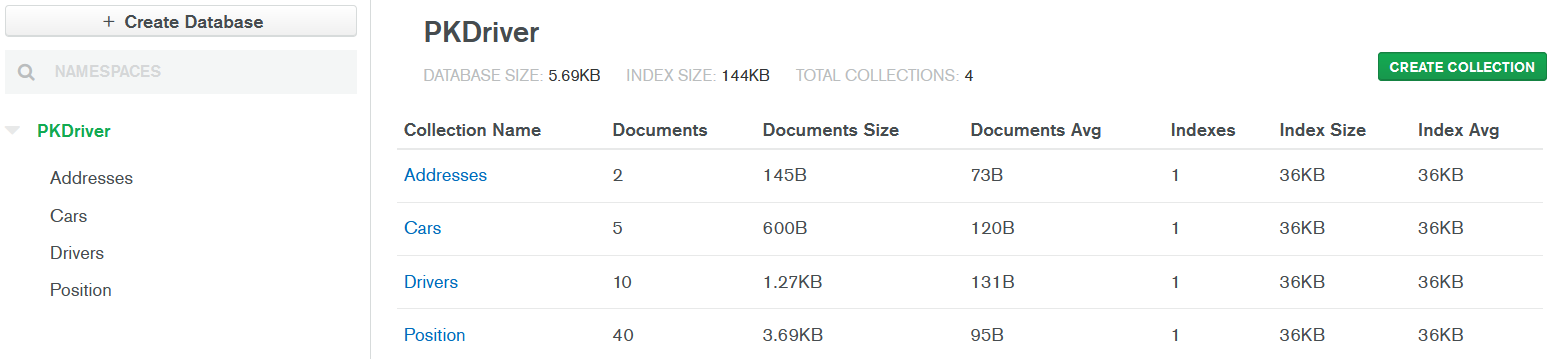 + Create Database
NAMESPACES
PKDriver
Addresses
Cars
Drivers
Position
PKDriver
DATABASE SIZE: 5.69KB INDEX SIZE: 144KB TOTAL COLLECTIONS: 4
CREATE COLLECTION
Collection Name Documents Documents Size Documents Avg Indexes Index Size Index Avg
Addresses 2 145B 73B 1 36KB 36KB
Cars 5 600B 120B 1 36KB 36KB
Drivers 10 1.27KB 131B 1 36KB 36KB
Position 40 3.69KB 95B 1 36KB 36KB